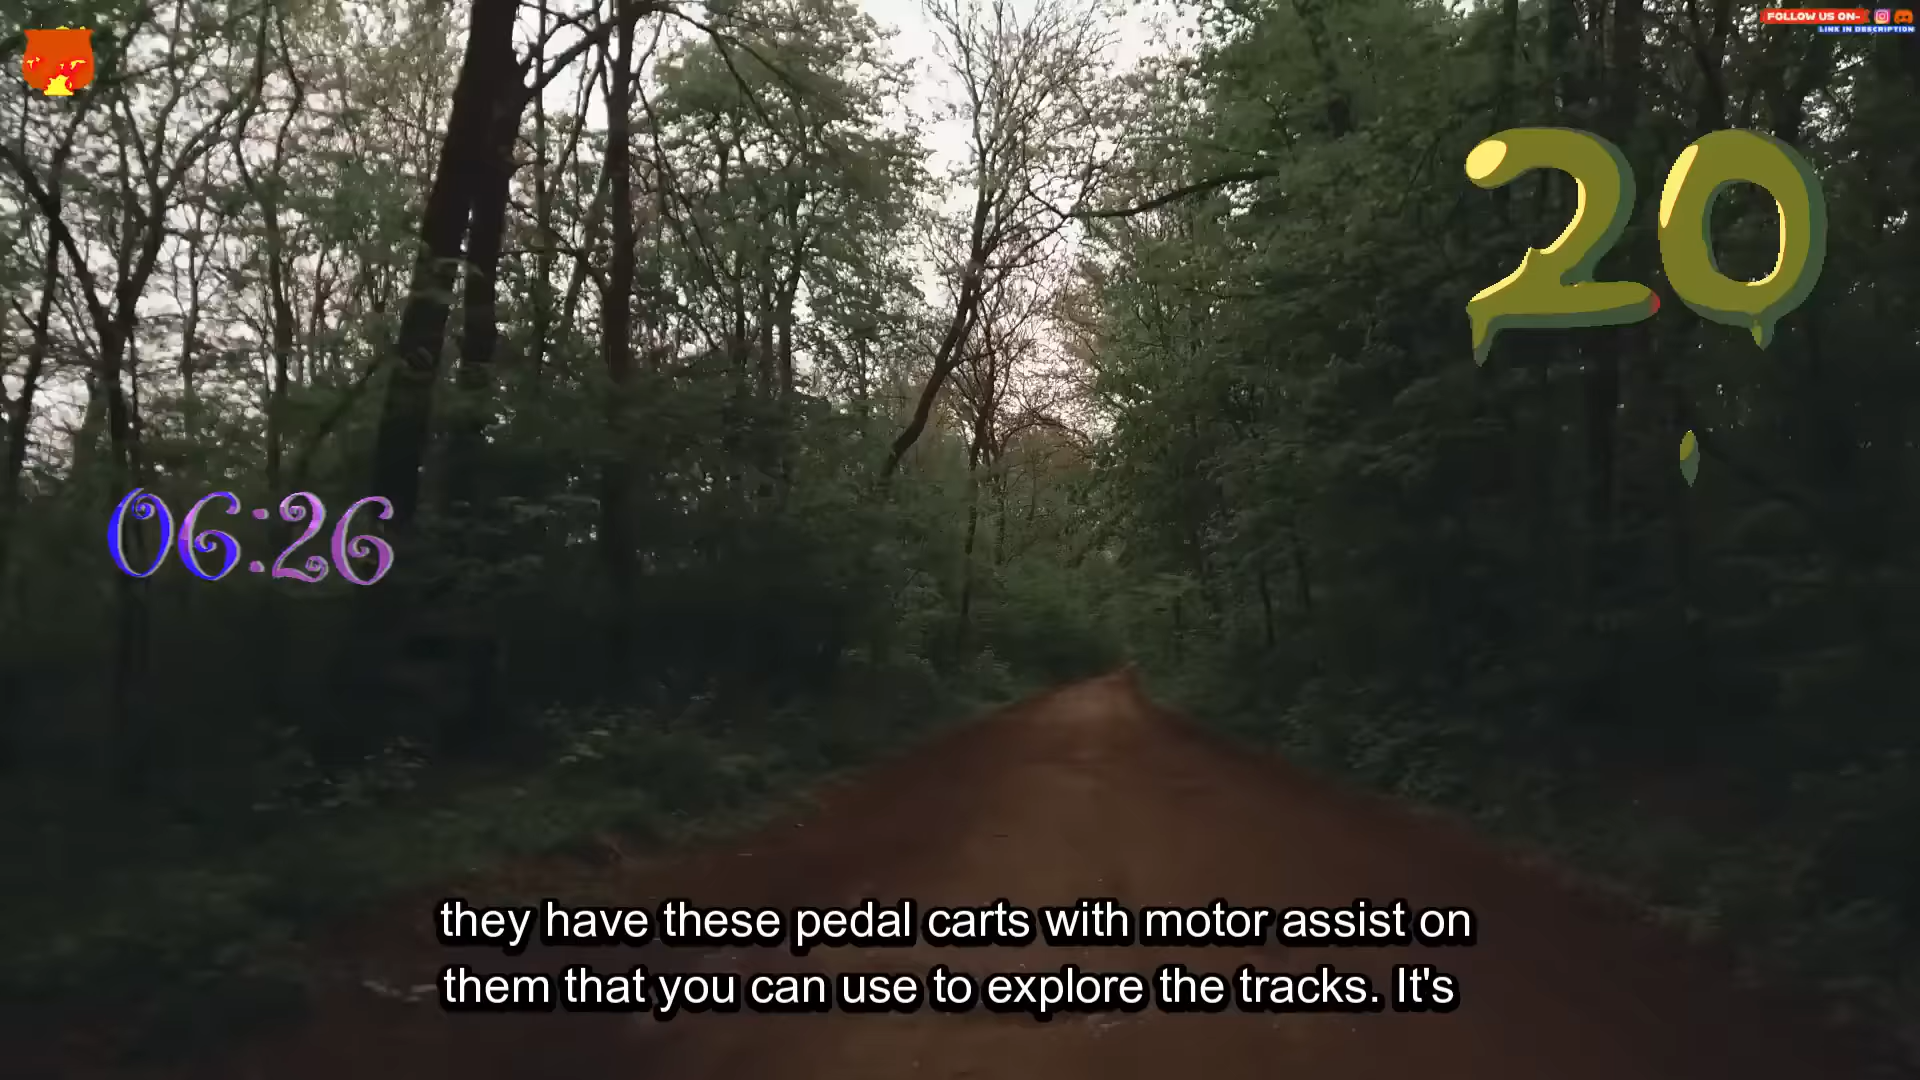 FOLLOW US ON-
LINK IN DESCRIPTION
20
06:26
they have these pedal carts with motor assist on
them that you can use to explore the tracks. It's